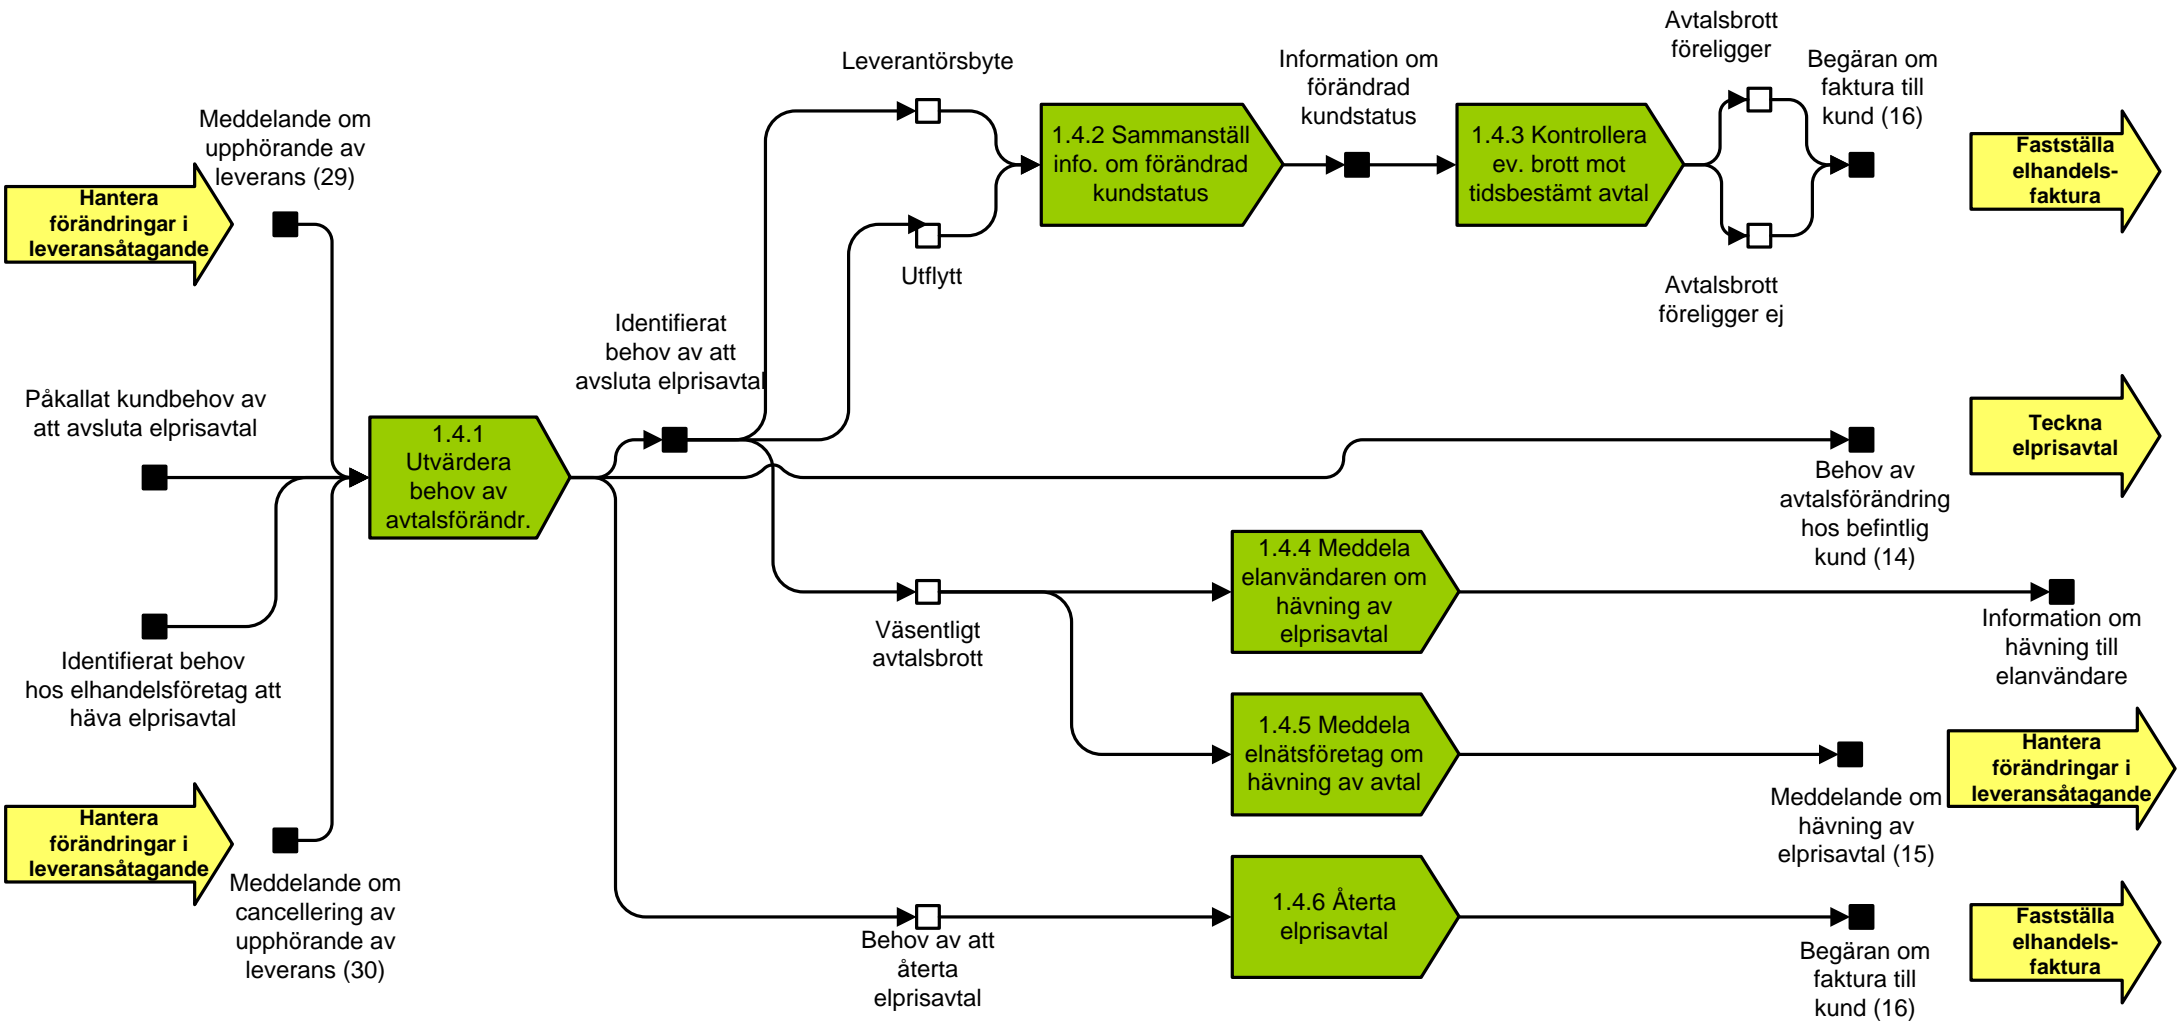 Hantera
förändringar i
leveransåtagande
Meddelande om
upphörande av
leverans (29)
Påkallat kundbehov av
att avsluta elprisavtal
Identifierat behov
hos elhandelsföretag att
häva elprisavtal
Hantera
förändringar i
leveransåtagande
Meddelande om
cancellering av
upphörande av
leverans (30)
1.4.1
Utvärdera
behov av
avtalsförändr.
Identifierat
behov av att
avsluta elprisavtal
Leverantörsbyte
Utflytt
1.4.2 Sammanställ
info. om förändrad
kundstatus
Information om
förändrad
kundstatus
1.4.3 Kontrollera
ev. brott mot
tidsbestämt avtal
Avtalsbrott
föreligger
Avtalsbrott
föreligger ej
Begäran om
faktura till
kund (16)
Fastställa
elhandels-
faktura
Behov av
avtalsförändring
hos befintlig
kund (14)
Teckna
elprisavtal
Väsentligt
avtalsbrott
1.4.4 Meddela
elanvändaren om
hävning av
elprisavtal
Information om
hävning till
elanvändare
1.4.5 Meddela
elnätsföretag om
hävning av avtal
Meddelande om
hävning av
elprisavtal (15)
Hantera
förändringar i
leveransåtagande
Behov av att
återta
elprisavtal
1.4.6 Återta
elprisavtal
Begäran om
faktura till
kund (16)
Fastställa
elhandels-
faktura